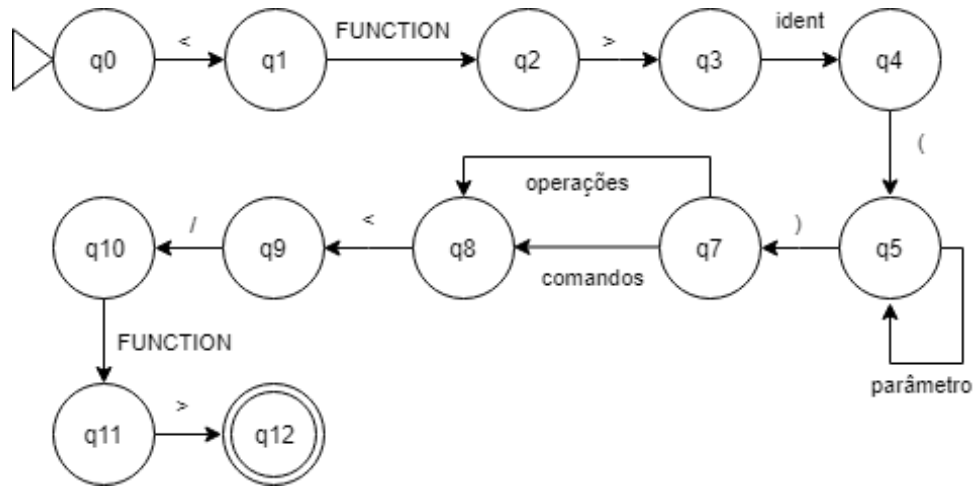 q0
<
q1
FUNCTION
q2
>
q3
ident
q4
(
q5
parâmetro
)
q7
operações
comandos
q8
<
q9
/
q10
FUNCTION
q11
>
q12